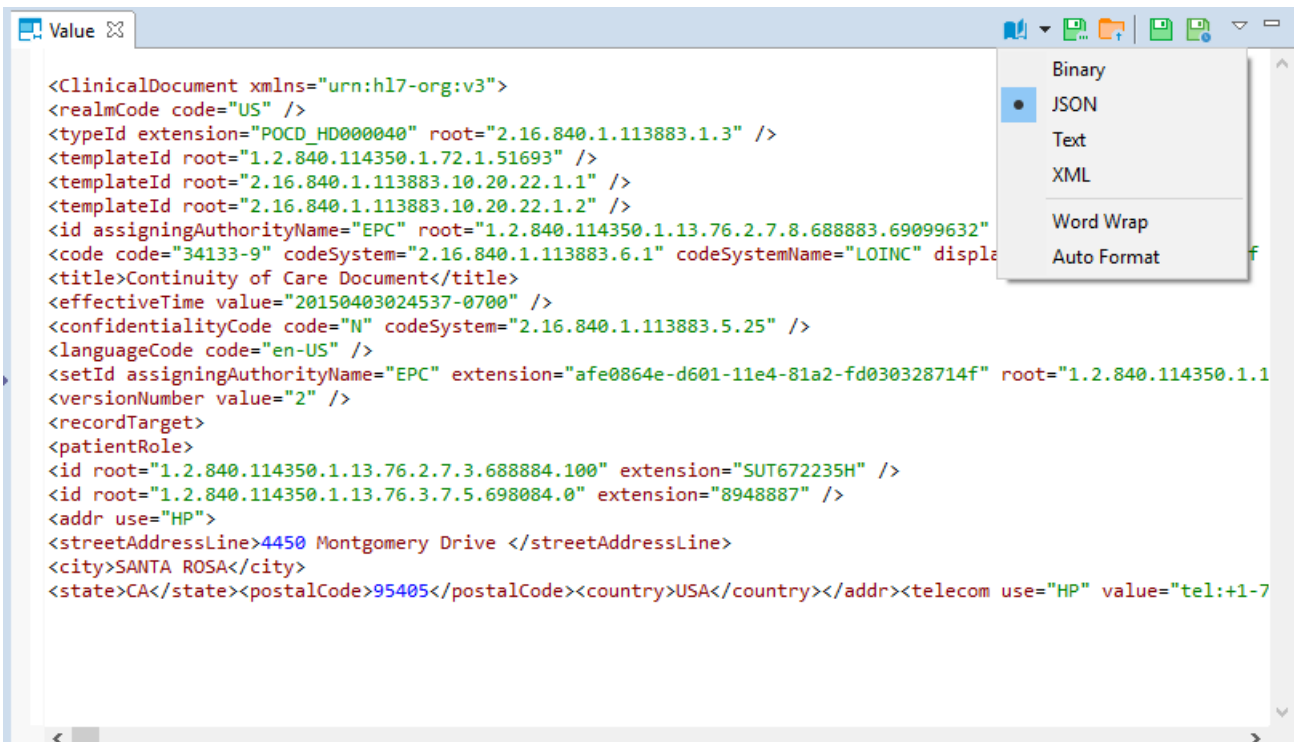 Value
<ClinicalDocument xmlns="urn:hl7-org:v3">
<realmCode code="US" />
<typeId extension="POCD_HD000040" root="2.16.840.1.113883.1.3" />
<templateId root="1.2.840.114350.1.72.1.51693" />
<templateId root="2.16.840.1.113883.10.20.22.1.1" />
<templateId root="2.16.840.1.113883.10.20.22.1.2" />
<id assigningAuthorityName="EPC" root="1.2.840.114350.1.13.76.2.7.8.688883.69099632"
<code code="34133-9" codeSystem="2.16.840.1.113883.6.1" codeSystemName="LOINC" displa
<title>Continuity of Care Document</title>
<effectiveTime value="20150403024537-0700" />
<confidentialityCode code="N" codeSystem="2.16.840.1.113883.5.25" />
<languageCode code="en-US" />
<setId assigningAuthorityName="EPC" extension="afe0864e-d601-11e4-81a2-fd030328714f" root="1.2.840.114350.1.1
<versionNumber value="2" />
<recordTarget>
<patientRole>
<id root="1.2.840.114350.1.13.76.2.7.3.688884.100" extension="SUT672235H" />
<id root="1.2.840.114350.1.13.76.3.7.5.698084.0" extension="8948887" />
<addr use="HP">
<streetAddressLine>4450 Montgomery Drive </streetAddressLine>
<city>SANTA ROSA</city>
<state>CA</state><postalCode>95405</postalCode><country>USA</country></addr><telecom use="HP" value="tel:+1-7
Binary
JSON
Text
XML
Word Wrap
Auto Format